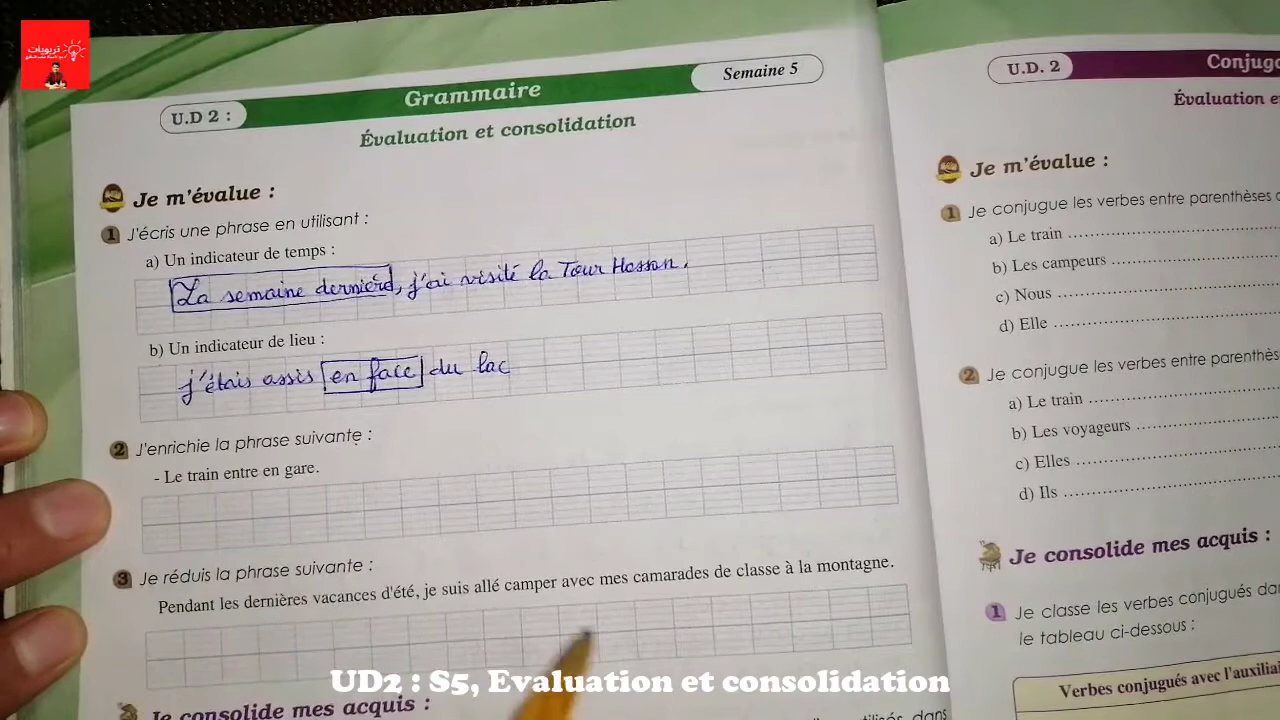 تربويات
U.D 2 :
Grammaire
Semaine 5
Évaluation et consolidation
Je m'évalue :
1 J'écris une phrase en utilisant :
a) Un indicateur de temps :
La semaine dernière, j'ai visité la Tour Hassan.
b) Un indicateur de lieu :
j'étais assis en face du lac
2 J'enrichie la phrase suivante :
- Le train entre en gare.
3 Je réduis la phrase suivante :
Pendant les dernières vacances d'été, je suis allé camper avec mes camarades de classe à la montagne.
Je consolide mes acquis :
utilisés dans
U.D. 2
Conjug
Évaluation e
Je m'évalue :
1 Je conjugue les verbes entre parenthèses
a) Le train
b) Les campeurs
c) Nous
d) Elle
2 Je conjugue les verbes entre parenthès
a) Le train
b) Les voyageurs
c) Elles
d) Ils
Je consolide mes acquis :
1 Je classe les verbes conjugués da
le tableau ci-dessous :
Verbes conjugués avec l'auxiliai
UD2 : S5, Evaluation et consolidation